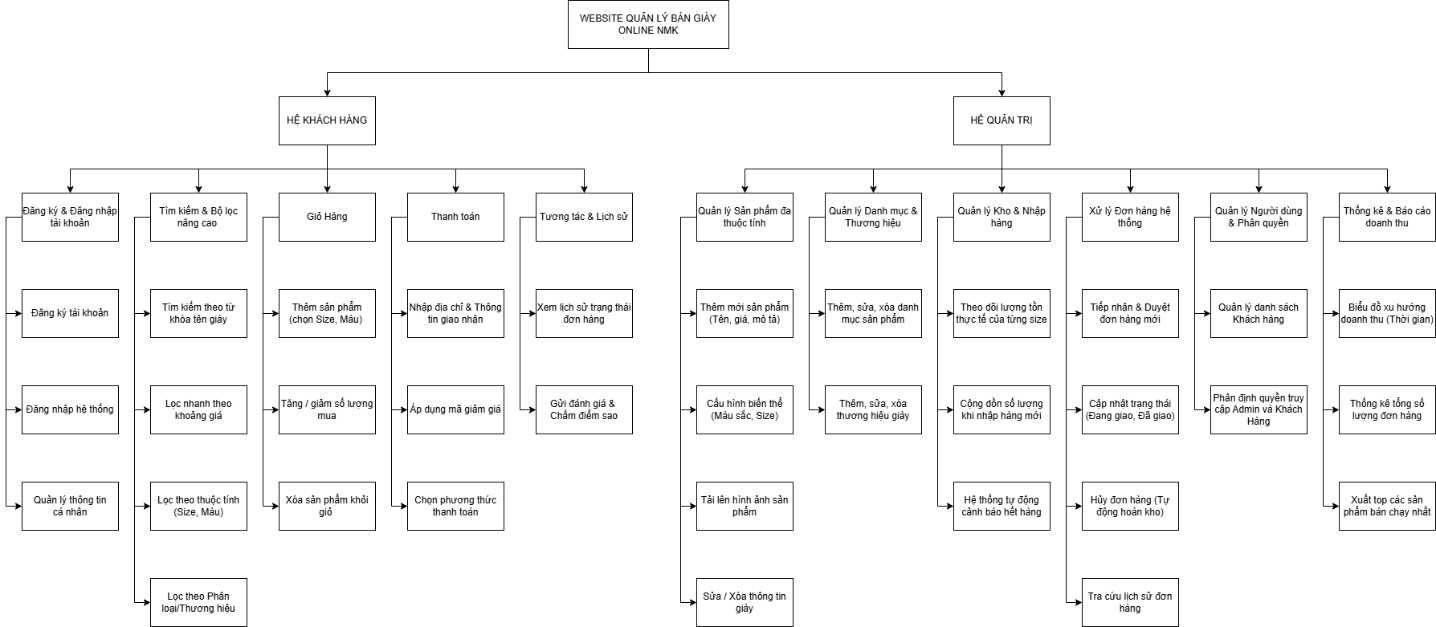 WEBSITE QUẢN LÝ BÁN GIÀY
ONLINE NMK
HỆ KHÁCH HÀNG
HỆ QUẢN TRỊ
Đăng ký & Đăng nhập
tài khoản
Tìm kiếm & Bộ lọc
nâng cao
Giỏ Hàng
Thanh toán
Tương tác & Lịch sử
Quản lý Sản phẩm đa
thuộc tính
Quản lý Danh mục &
Thương hiệu
Quản lý Kho & Nhập
hàng
Xử lý Đơn hàng hệ
thống
Quản lý Người dùng
& Phân quyền
Thống kê & Báo cáo
doanh thu
Đăng ký tài khoản
Tìm kiếm theo từ
khóa tên giày
Thêm sản phẩm
(chọn Size, Màu)
Nhập địa chỉ & Thông
tin giao nhận
Xem lịch sử trạng thái
đơn hàng
Thêm mới sản phẩm
(Tên, giá, mô tả)
Thêm, sửa, xóa danh
mục sản phẩm
Theo dõi lượng tồn
thực tế của từng size
Tiếp nhận & Duyệt
đơn hàng mới
Quản lý danh sách
Khách hàng
Biểu đồ xu hướng
doanh thu (Thời gian)
Đăng nhập hệ thống
Lọc nhanh theo
khoảng giá
Tăng / giảm số lượng
mua
Áp dụng mã giảm giá
Gửi đánh giá &
Chấm điểm sao
Cấu hình biến thể
(Màu sắc, Size)
Thêm, sửa, xóa
thương hiệu giày
Cộng dồn số lượng
khi nhập hàng mới
Cập nhật trạng thái
(Đang giao, Đã giao)
Phân định quyền truy
cập Admin và Khách
Hàng
Thống kê tổng số
lượng đơn hàng
Quản lý thông tin
cá nhân
Lọc theo thuộc tính
(Size, Màu)
Xóa sản phẩm khỏi
giỏ
Chọn phương thức
thanh toán
Tải lên hình ảnh sản
phẩm
Hệ thống tự động
cảnh báo hết hàng
Hủy đơn hàng (Tự
động hoàn kho)
Xuất top các sản
phẩm bán chạy nhất
Lọc theo Phân
loại/Thương hiệu
Sửa / Xóa thông tin
giày
Tra cứu lịch sử đơn
hàng